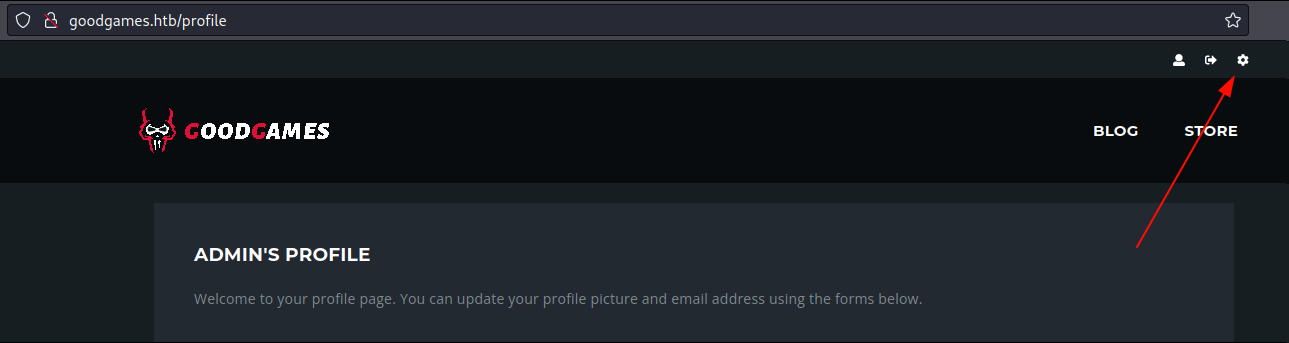 goodgames.htb/profile
GOODGAMES
BLOG STORE
ADMIN'S PROFILE
Welcome to your profile page. You can update your profile picture and email address using the forms below.